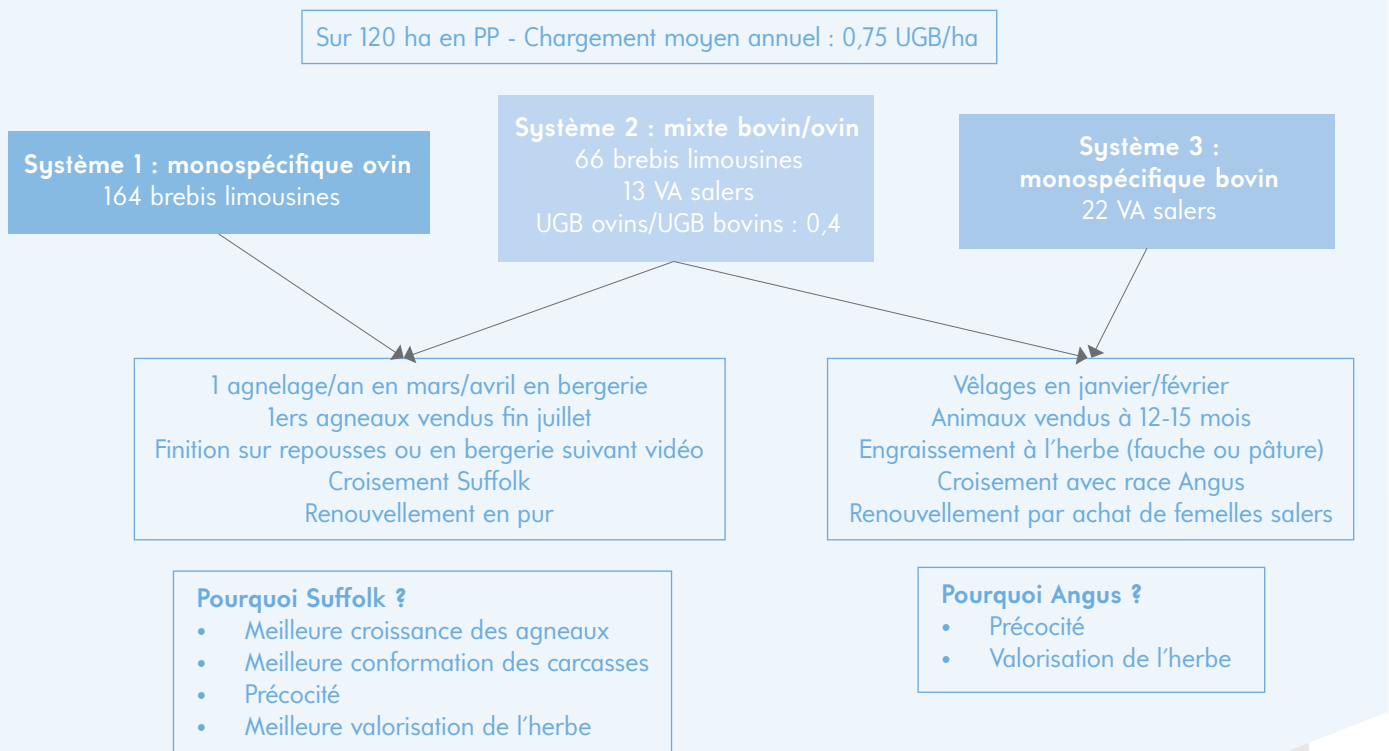 Sur 120 ha en PP - Chargement moyen annuel : 0,75 UGB/ha
Système 1 : monospécifique ovin
164 brebis limousines
Système 2 : mixte bovin/ovin
66 brebis limousines
13 VA salers
UGB ovins/UGB bovins : 0,4
Système 3 :
monospécifique bovin
22 VA salers
1 agnelage/an en mars/avril en bergerie
1ers agneaux vendus fin juillet
Finition sur repousses ou en bergerie suivant vidéo
Croisement Suffolk
Renouvellement en pur
Vêlages en janvier/février
Animaux vendus à 12-15 mois
Engraissement à l'herbe (fauche ou pâture)
Croisement avec race Angus
Renouvellement par achat de femelles salers
Pourquoi Suffolk ?
• Meilleure croissance des agneaux
• Meilleure conformation des carcasses
• Précocité
• Meilleure valorisation de l'herbe
Pourquoi Angus ?
• Précocité
• Valorisation de l'herbe